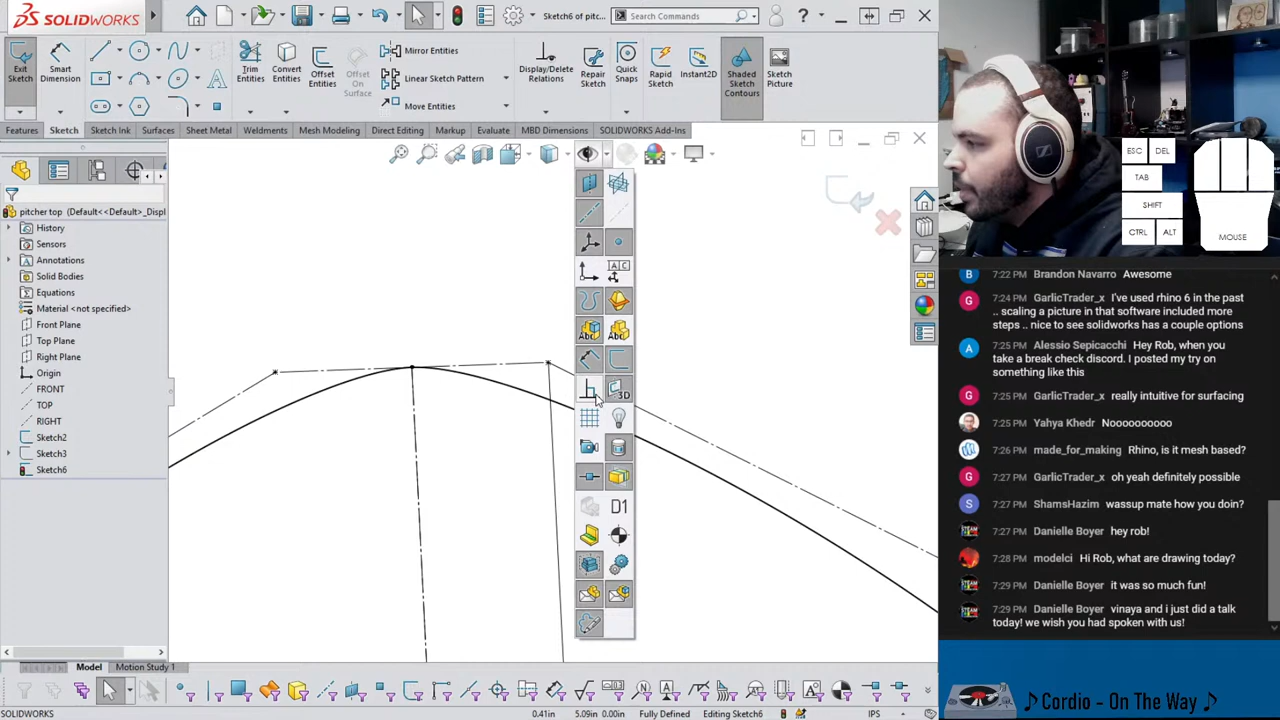 SOLIDWORKS
Sketch6 of pitc...
Search Commands
Exit Sketch
Smart Dimension
Trim Entities
Convert Entities
Offset Entities
Offset On Surface
Mirror Entities
Linear Sketch Pattern
Move Entities
Display/Delete Relations
Repair Sketch
Quick Snaps
Rapid Sketch
Instant2D
Shaded Sketch Contours
Sketch Picture
Features
Sketch
Sketch Ink
Surfaces
Sheet Metal
Weldments
Mesh Modeling
Direct Editing
Markup
Evaluate
MBD Dimensions
SOLIDWORKS Add-Ins
pitcher top (Default<<Default>_Displ
History
Sensors
Annotations
Solid Bodies
Equations
Material <not specified>
Front Plane
Top Plane
Right Plane
Origin
FRONT
TOP
RIGHT
Sketch2
Sketch3
Sketch6
Model
Motion Study 1
SOLIDWORKS
0.41in
5.09in
0.00in
Fully Defined
Editing Sketch6
IPS
3D
D1
ESC
DEL
TAB
SHIFT
CTRL
ALT
MOUSE
B 7:22 PM Brandon Navarro Awesome
G 7:24 PM GarlicTrader_x I've used rhino 6 in the past
.. scaling a picture in that software included more
steps .. nice to see solidworks has a couple options
A 7:25 PM Alessio Sepicacchi Hey Rob, when you
take a break check discord. I posted my try on
something like this
G 7:25 PM GarlicTrader_x really intuitive for surfacing
7:25 PM Yahya Khedr Nooooooooo
7:26 PM made_for_making Rhino, is it mesh based?
G 7:27 PM GarlicTrader_x oh yeah definitely possible
S 7:27 PM ShamsHazim wassup mate how you doin?
7:27 PM Danielle Boyer hey rob!
7:28 PM modelci Hi Rob, what are drawing today?
7:29 PM Danielle Boyer it was so much fun!
7:29 PM Danielle Boyer vinaya and i just did a talk
today! we wish you had spoken with us!
♪ Cordio - On The Way ♪